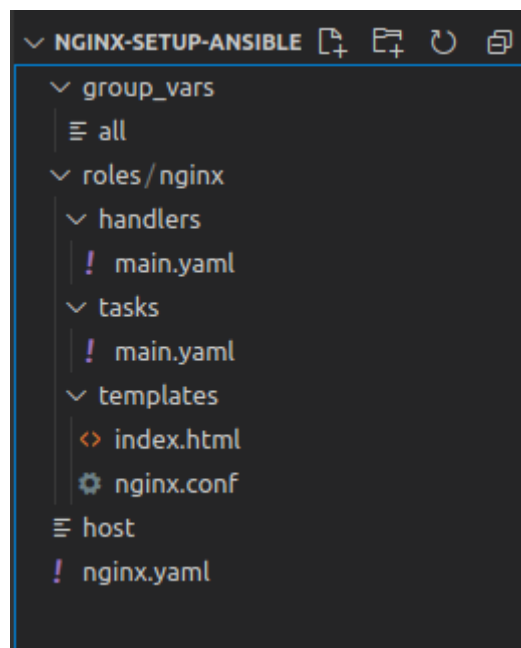 NGINX-SETUP-ANSIBLE
group_vars
all
roles/nginx
handlers
! main.yaml
tasks
! main.yaml
templates
<> index.html
nginx.conf
host
! nginx.yaml